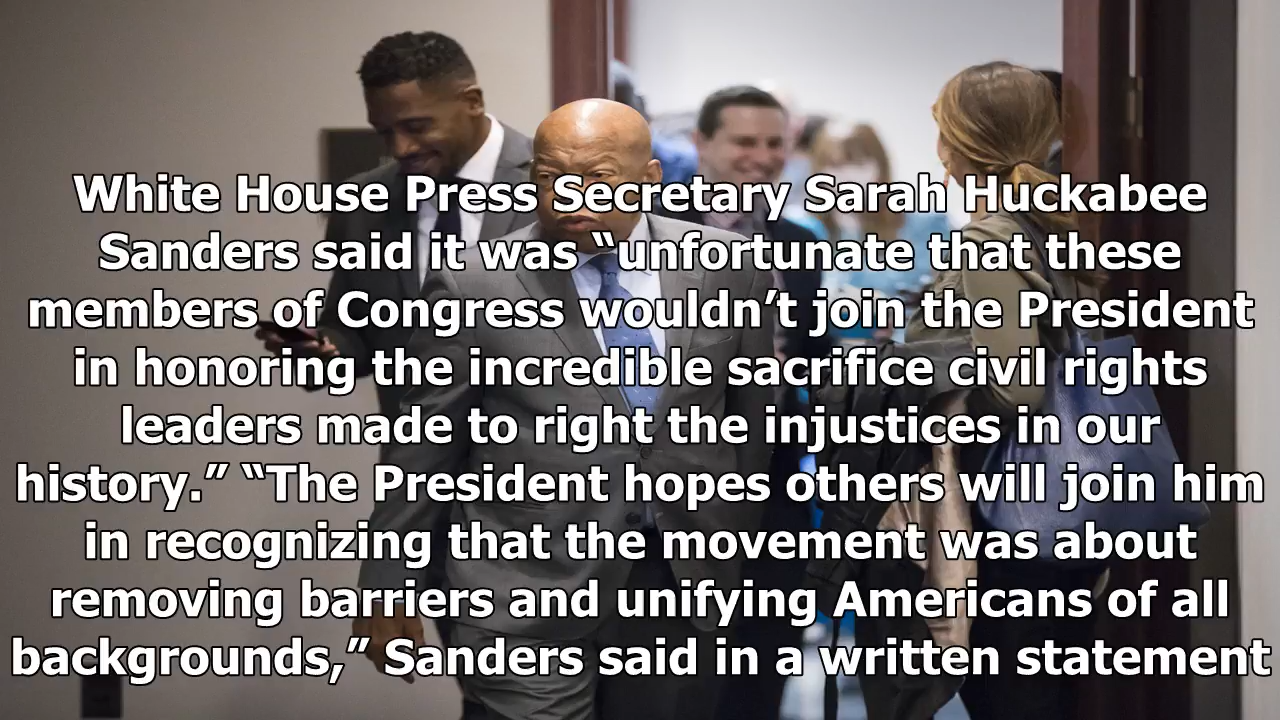 White House Press Secretary Sarah Huckabee
Sanders said it was “unfortunate that these
members of Congress wouldn’t join the President
in honoring the incredible sacrifice civil rights
leaders made to right the injustices in our
history.” “The President hopes others will join him
in recognizing that the movement was about
removing barriers and unifying Americans of all
backgrounds,” Sanders said in a written statement